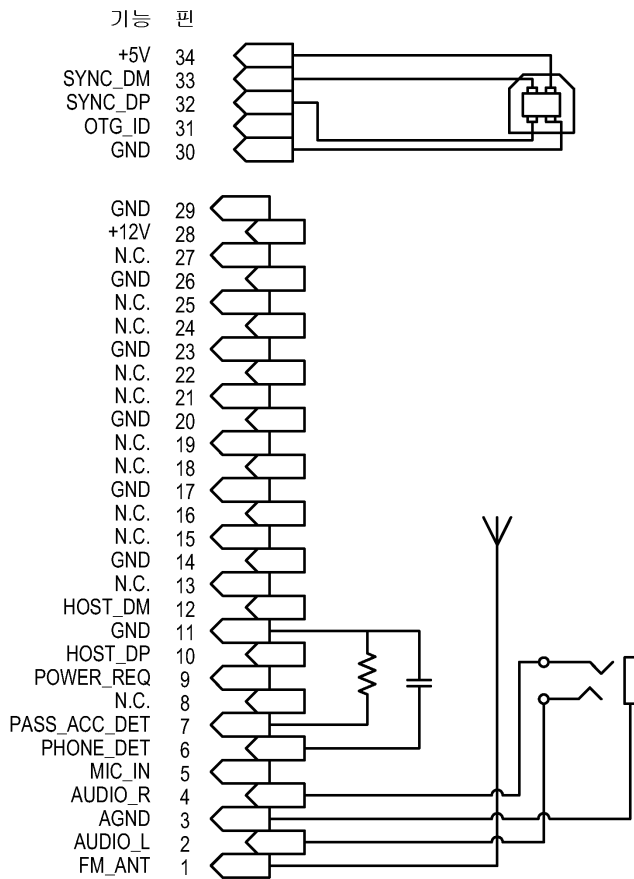 기능 핀
+5V 34
SYNC_DM 33
SYNC_DP 32
OTG_ID 31
GND 30
GND 29
+12V 28
N.C. 27
GND 26
N.C. 25
N.C. 24
GND 23
N.C. 22
N.C. 21
GND 20
N.C. 19
N.C. 18
GND 17
N.C. 16
N.C. 15
GND 14
N.C. 13
HOST_DM 12
GND 11
HOST_DP 10
POWER_REQ 9
N.C. 8
PASS_ACC_DET 7
PHONE_DET 6
MIC_IN 5
AUDIO_R 4
AGND 3
AUDIO_L 2
FM_ANT 1